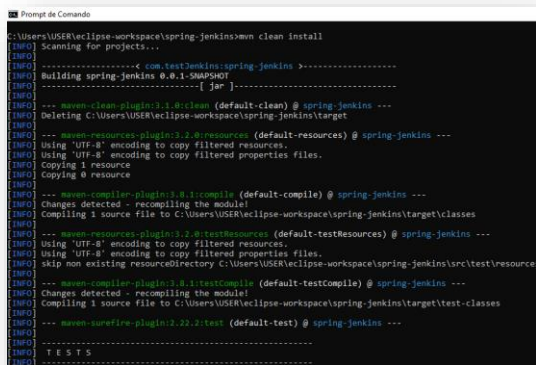 Prompt de Comando
C:\Users\USER\eclipse-workspace\spring-jenkins>mvn clean install
[INFO] Scanning for projects...
[INFO]
[INFO] -----------------< com.testJenkins:spring-jenkins >------------------
[INFO] Building spring-jenkins 0.0.1-SNAPSHOT
[INFO] --------------------------------[ jar ]---------------------------------
[INFO]
[INFO] --- maven-clean-plugin:3.1.0:clean (default-clean) @ spring-jenkins ---
[INFO] Deleting C:\Users\USER\eclipse-workspace\spring-jenkins\target
[INFO]
[INFO] --- maven-resources-plugin:3.2.0:resources (default-resources) @ spring-jenkins ---
[INFO] Using 'UTF-8' encoding to copy filtered resources.
[INFO] Using 'UTF-8' encoding to copy filtered properties files.
[INFO] Copying 1 resource
[INFO] Copying 0 resource
[INFO]
[INFO] --- maven-compiler-plugin:3.8.1:compile (default-compile) @ spring-jenkins ---
[INFO] Changes detected - recompiling the module!
[INFO] Compiling 1 source file to C:\Users\USER\eclipse-workspace\spring-jenkins\target\classes
[INFO]
[INFO] --- maven-resources-plugin:3.2.0:testResources (default-testResources) @ spring-jenkins ---
[INFO] Using 'UTF-8' encoding to copy filtered resources.
[INFO] Using 'UTF-8' encoding to copy filtered properties files.
[INFO] skip non existing resourceDirectory C:\Users\USER\eclipse-workspace\spring-jenkins\src\test\resource
[INFO]
[INFO] --- maven-compiler-plugin:3.8.1:testCompile (default-testCompile) @ spring-jenkins ---
[INFO] Changes detected - recompiling the module!
[INFO] Compiling 1 source file to C:\Users\USER\eclipse-workspace\spring-jenkins\target\test-classes
[INFO]
[INFO] --- maven-surefire-plugin:2.22.2:test (default-test) @ spring-jenkins ---
[INFO]
[INFO] -------------------------------------------------------
[INFO]  T E S T S
[INFO] -------------------------------------------------------